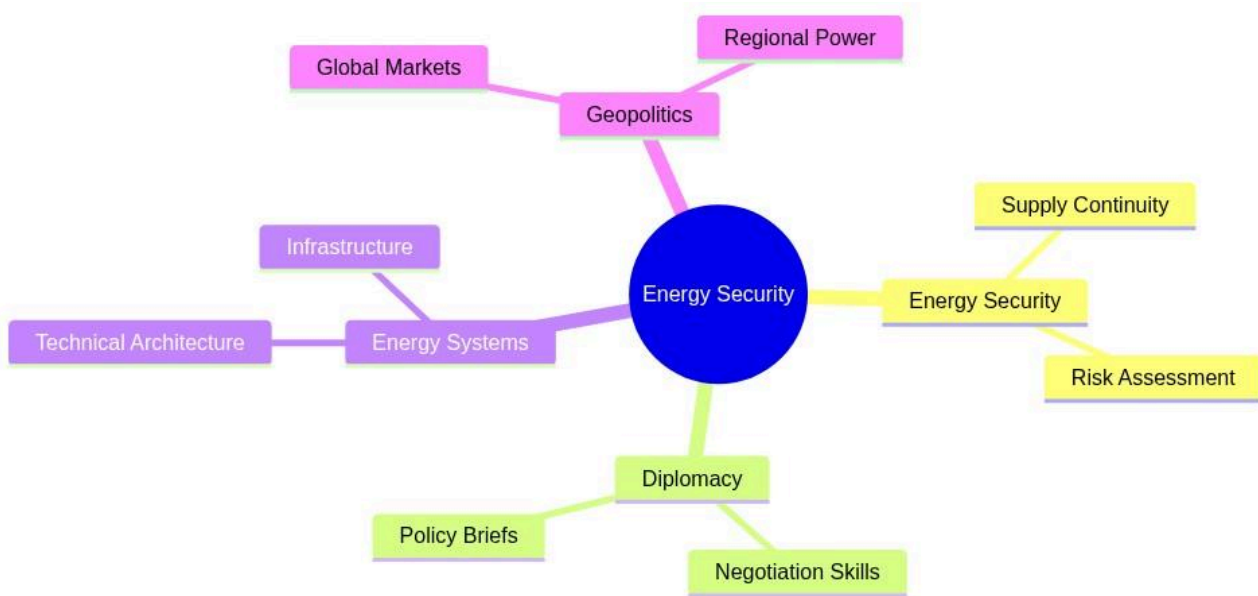 Regional Power
Global Markets
Geopolitics
Supply Continuity
Infrastructure
Energy Security
Energy Security
Technical Architecture
Energy Systems
Risk Assessment
Diplomacy
Policy Briefs
Negotiation Skills